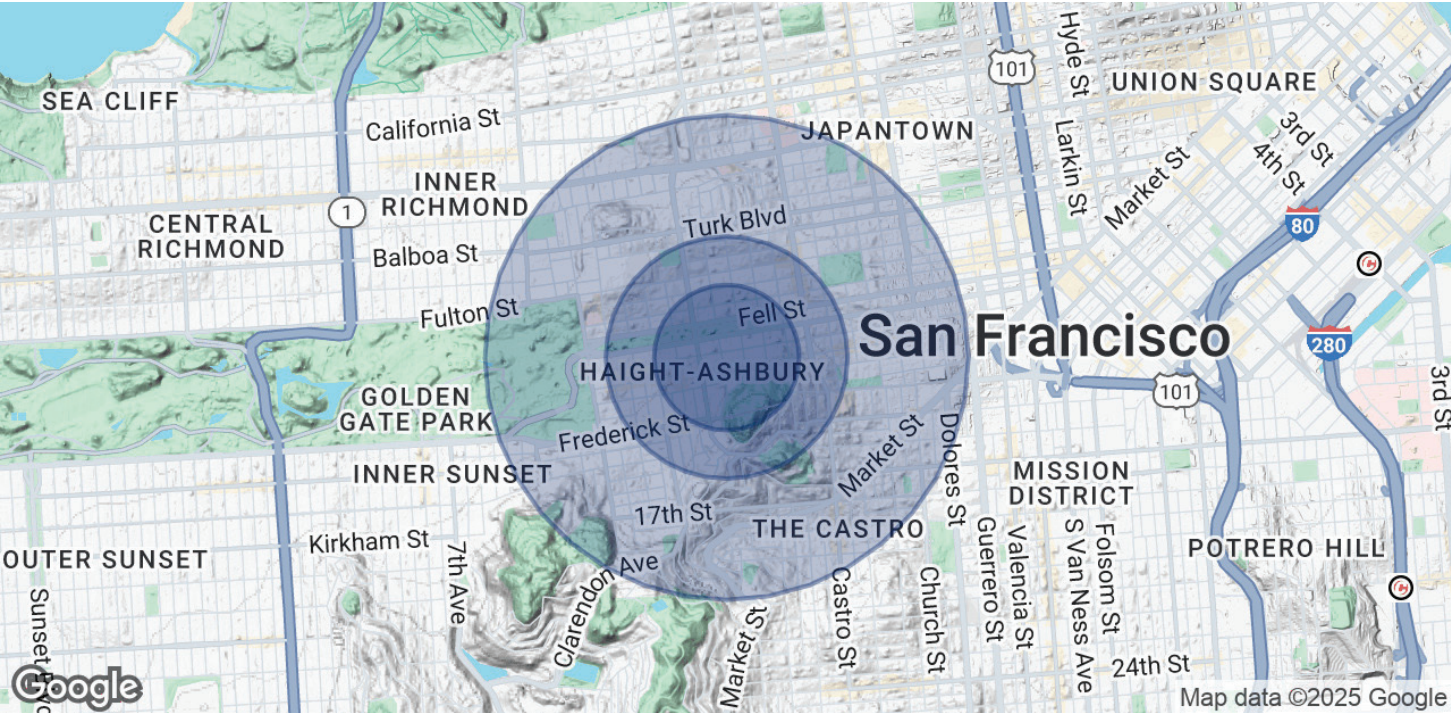 Hyde St
101
UNION SQUARE
SEA CLIFF
California St
JAPANTOWN
3rd St
4th St
Larkin St
Market St
INNER
RICHMOND
1
CENTRAL
RICHMOND
Turk Blvd
80
Balboa St
Fulton St
Fell St
San Francisco
280
HAIGHT-ASHBURY
101
3rd St
GOLDEN
GATE PARK
Frederick St
Market St
Dolores St
INNER SUNSET
MISSION
DISTRICT
17th St
THE CASTRO
Kirkham St
7th Ave
OUTER SUNSET
Clarendon Ave
Guerrero St
Valencia St
S Van Ness Ave
Folsom St
POTRERO HILL
Castro St
Church St
Market St
24th St
Sunset Blvd
Google
Map data ©2025 Google